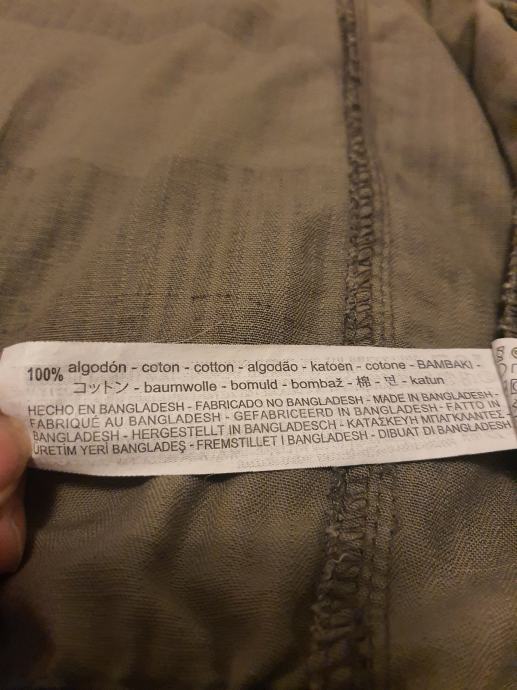 100% algodón - coton - cotton - algodão - katoen - cotone - BAMBAKI -
コットン - baumwolle - bomuld - bombaž - 棉 - 면 - katun
HECHO EN BANGLADESH - FABRICADO NO BANGLADESH - MADE IN BANGLADESH -
FABRIQUÉ AU BANGLADESH - GEFABRICEERD IN BANGLADESH - FATTO IN
BANGLADESH - HERGESTELLT IN BANGLADESCH - ΚΑΤΑΣΚΕΥΗ ΜΠΑΓΚΛΑΝΤΕΣ -
ÜRETİM YERİ BANGLADEŞ - FREMSTILLET I BANGLADESH - DIBUAT DI BANGLADESH